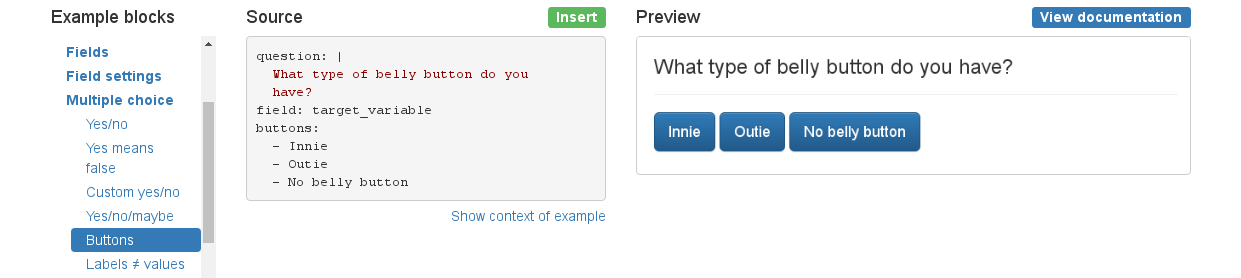 Example blocks
Fields
Field settings
Multiple choice
Yes/no
Yes means
false
Custom yes/no
Yes/no/maybe
Buttons
Labels ≠ values
Source
Insert
question: |
  What type of belly button do you
  have?
field: target_variable
buttons:
  - Innie
  - Outie
  - No belly button
Show context of example
Preview
View documentation
What type of belly button do you have?
Innie
Outie
No belly button